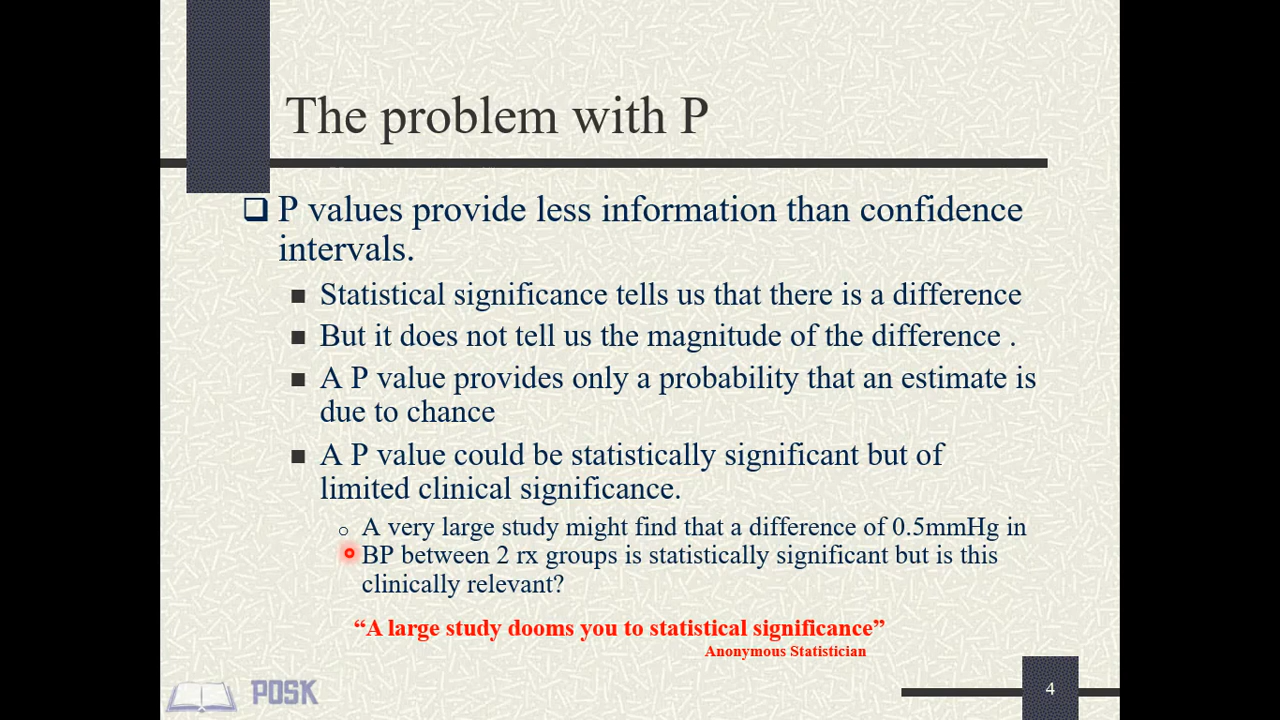 The problem with P
P values provide less information than confidence
intervals.
Statistical significance tells us that there is a difference
But it does not tell us the magnitude of the difference .
A P value provides only a probability that an estimate is
due to chance
A P value could be statistically significant but of
limited clinical significance.
A very large study might find that a difference of 0.5mmHg in
BP between 2 rx groups is statistically significant but is this
clinically relevant?
“A large study dooms you to statistical significance”
Anonymous Statistician
POSK
4